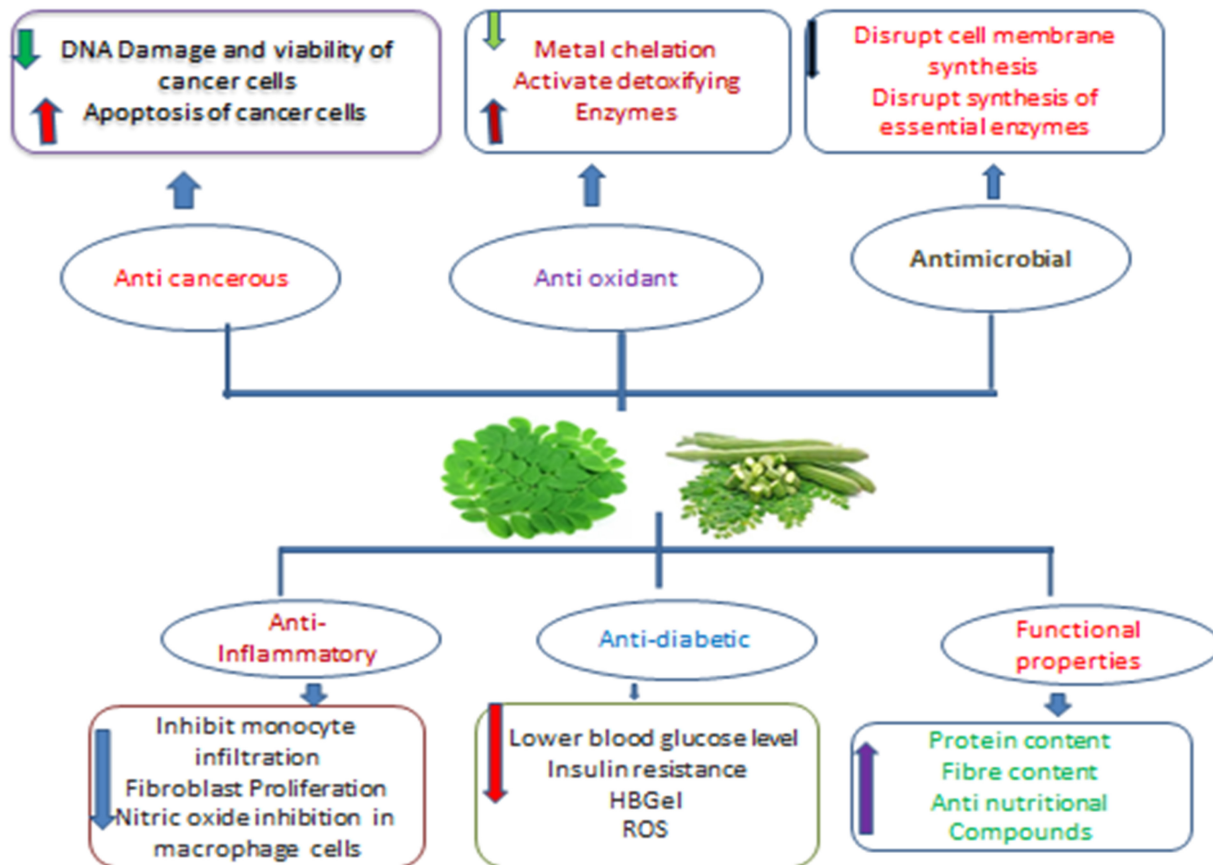 DNA Damage and viability of
cancer cells
Apoptosis of cancer cells
Metal chelation
Activate detoxifying
Enzymes
Disrupt cell membrane
synthesis
Disrupt synthesis of
essential enzymes
Anti cancerous
Anti oxidant
Antimicrobial
Anti-
Inflammatory
Anti-diabetic
Functional
properties
Inhibit monocyte
infiltration
Fibroblast Proliferation
Nitric oxide inhibition in
macrophage cells
Lower blood glucose level
Insulin resistance
HBGel
ROS
Protein content
Fibre content
Anti nutritional
Compounds